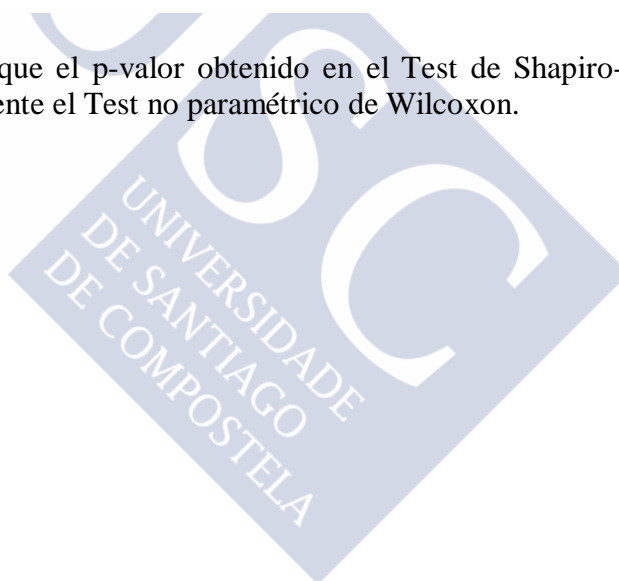 que el p-valor obtenido en el Test de Shapiro-
ente el Test no paramétrico de Wilcoxon.
USC
UNIVERSIDADE
DE SANTIAGO
DE COMPOSTELA